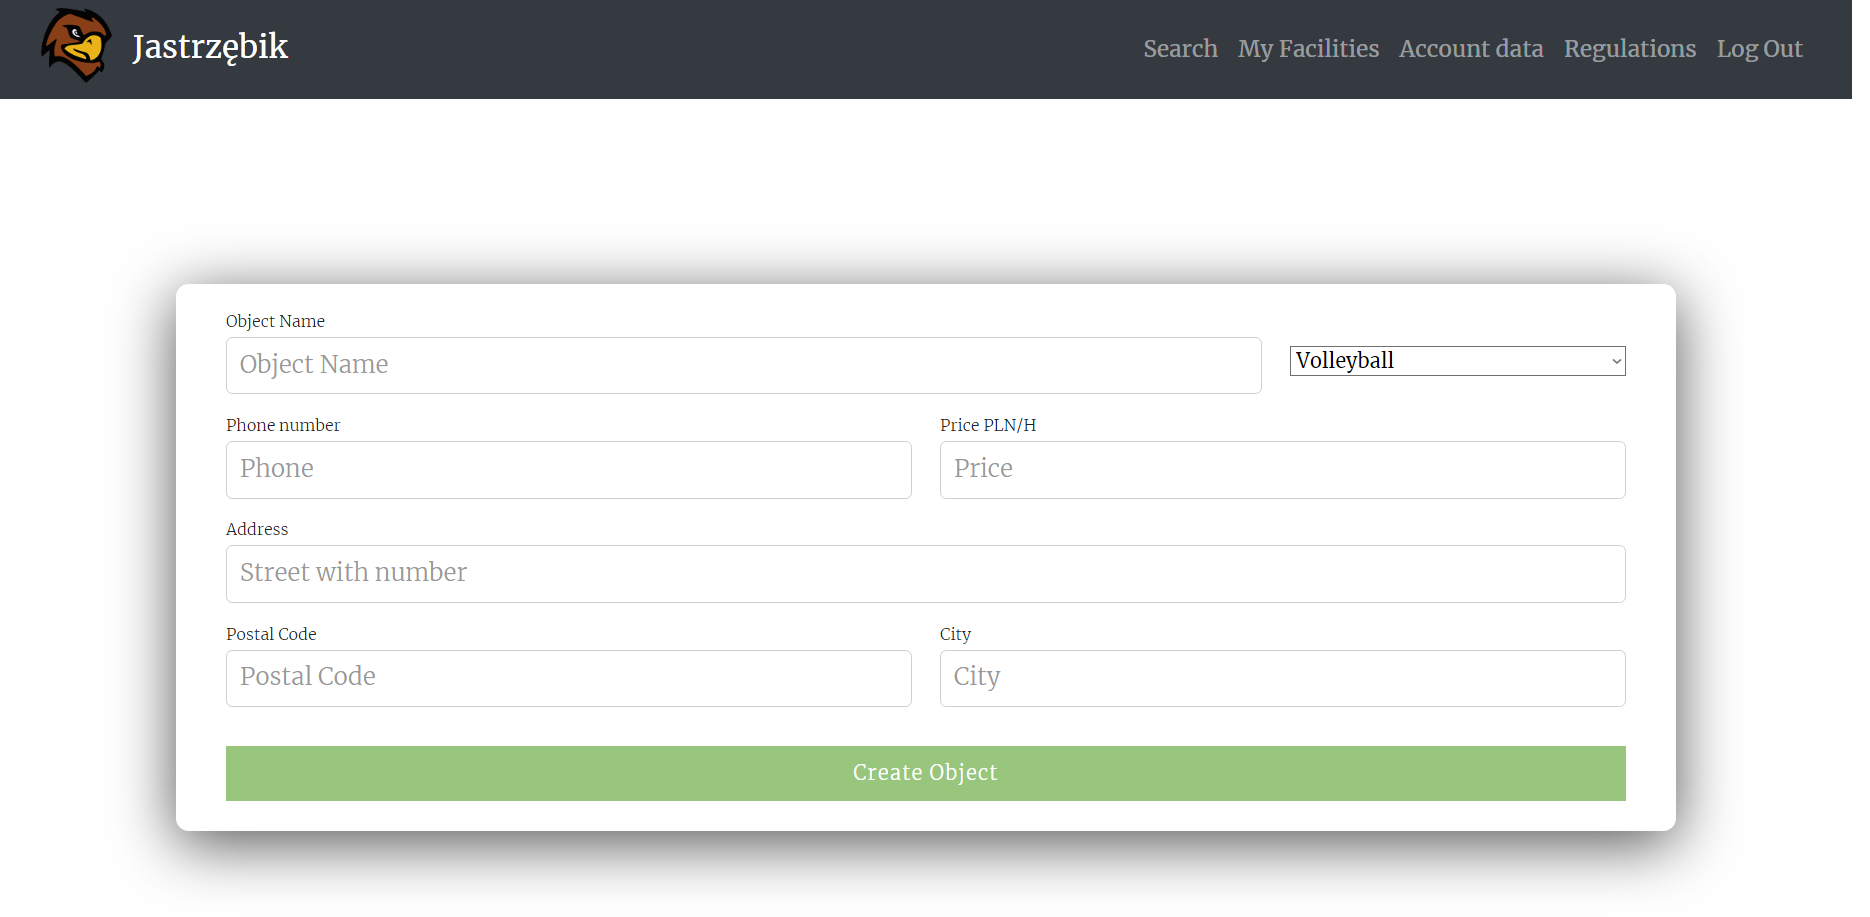 Jastrzębik
Search My Facilities Account data Regulations Log Out
Object Name
Object Name
Volleyball
Phone number
Price PLN/H
Phone
Price
Address
Street with number
Postal Code
City
Postal Code
City
Create Object